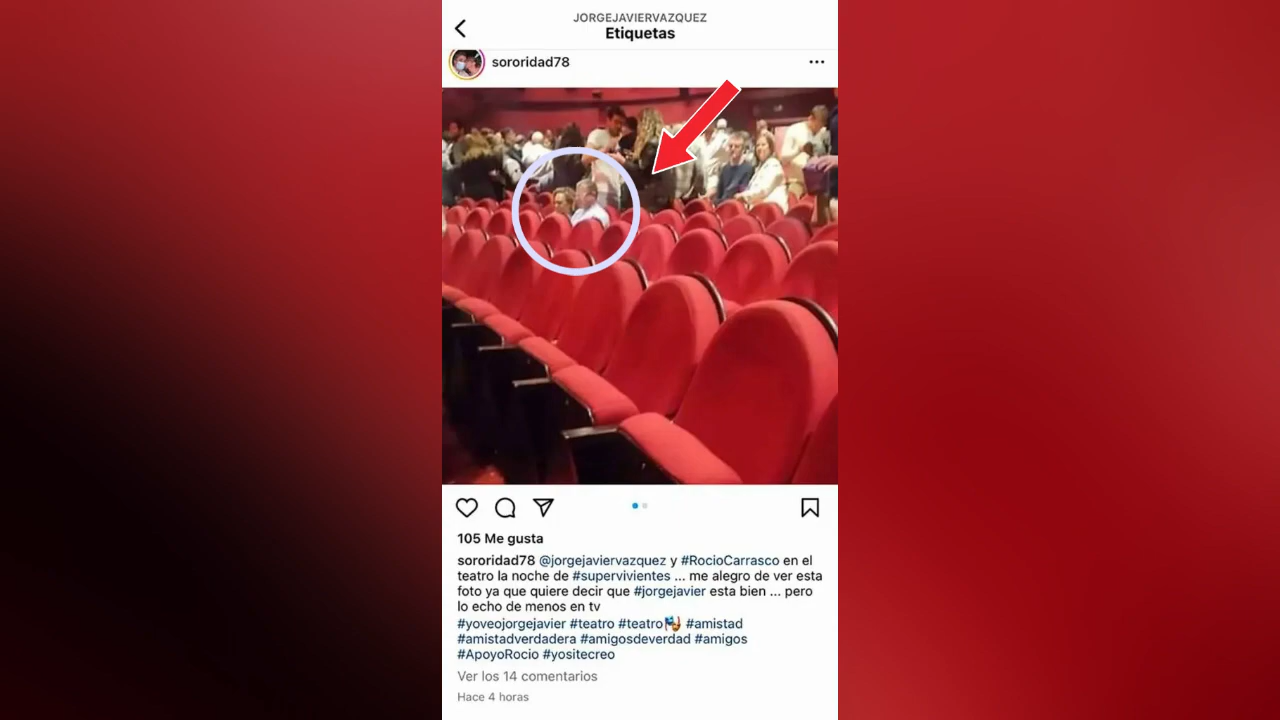 JORGEJAVIERVAZQUEZ
Etiquetas
sororidad78
105 Me gusta
sororidad78 @jorgejaviervazquez y #RocioCarrasco en el
teatro la noche de #supervivientes ... me alegro de ver esta
foto ya que quiere decir que #jorgejavier esta bien ... pero
lo echo de menos en tv
#yoveojorgejavier #teatro #teatro🎭 #amistad
#amistadverdadera #amigosdeverdad #amigos
#ApoyoRocio #yositecreo
Ver los 14 comentarios
Hace 4 horas